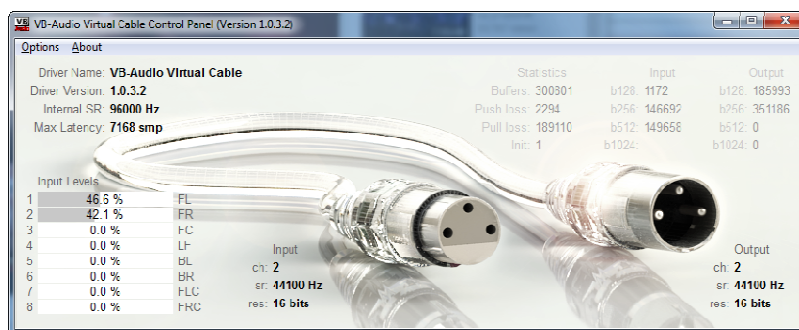 VB-Audio Virtual Cable Control Panel (Version 1.0.3.2)
Options About
Driver Name: VB-Audio Virtual Cable
Driver Version: 1.0.3.2
Internal SR: 96000 Hz
Max Latency: 7168 smp
Statistics Input Output
Buffers: 300801 b128: 1172 b128: 185993
Push loss: 2294 b256: 146692 b256: 351186
Pull loss: 189110 b512: 149658 b512: 0
Init: 1 b1024: b1024: 0
Input Levels
1 46.6 % FL
2 42.1 % FR
3 0.0 % FC
4 0.0 % LF
5 0.0 % BL
6 0.0 % BR
7 0.0 % FLC
8 0.0 % FRC
Input
ch: 2
sr: 44100 Hz
res: 16 bits
Output
ch: 2
sr: 44100 Hz
res: 16 bits